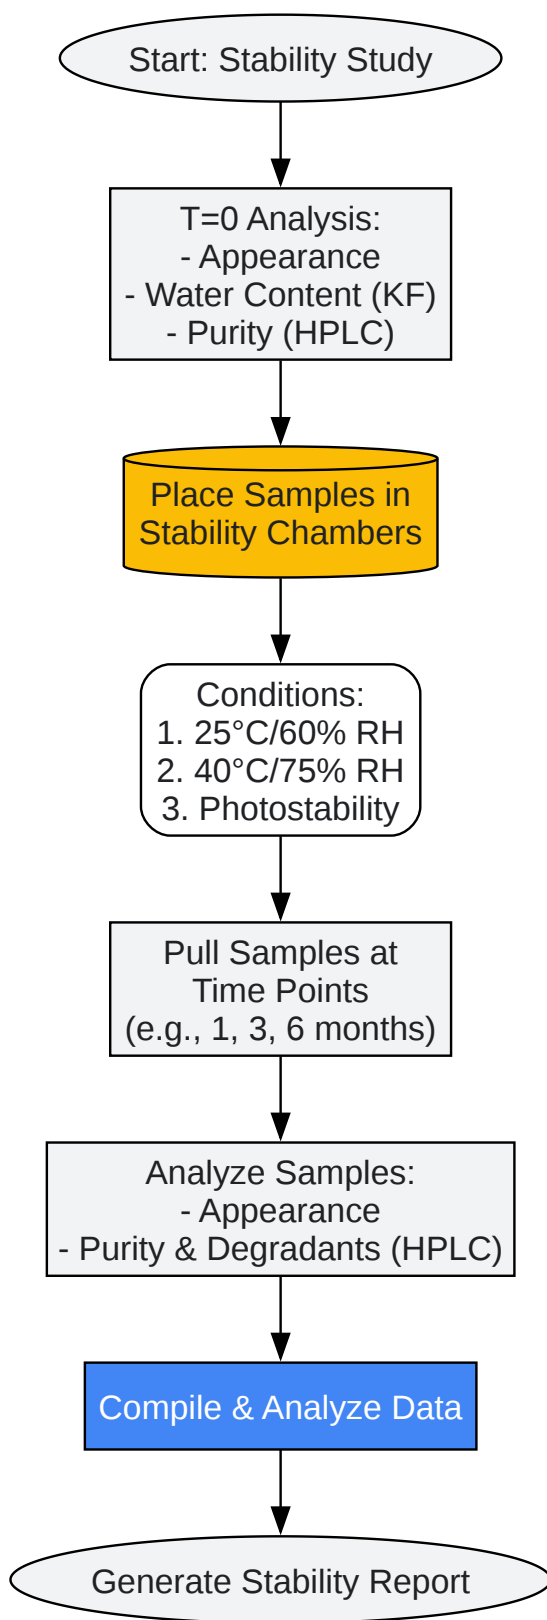 Start: Stability Study
T=0 Analysis:
- Appearance
- Water Content (KF)
- Purity (HPLC)
Place Samples in
Stability Chambers
Conditions:
1. 25°C/60% RH
2. 40°C/75% RH
3. Photostability
Pull Samples at
Time Points
(e.g., 1, 3, 6 months)
Analyze Samples:
- Appearance
- Purity & Degradants (HPLC)
Compile & Analyze Data
Generate Stability Report